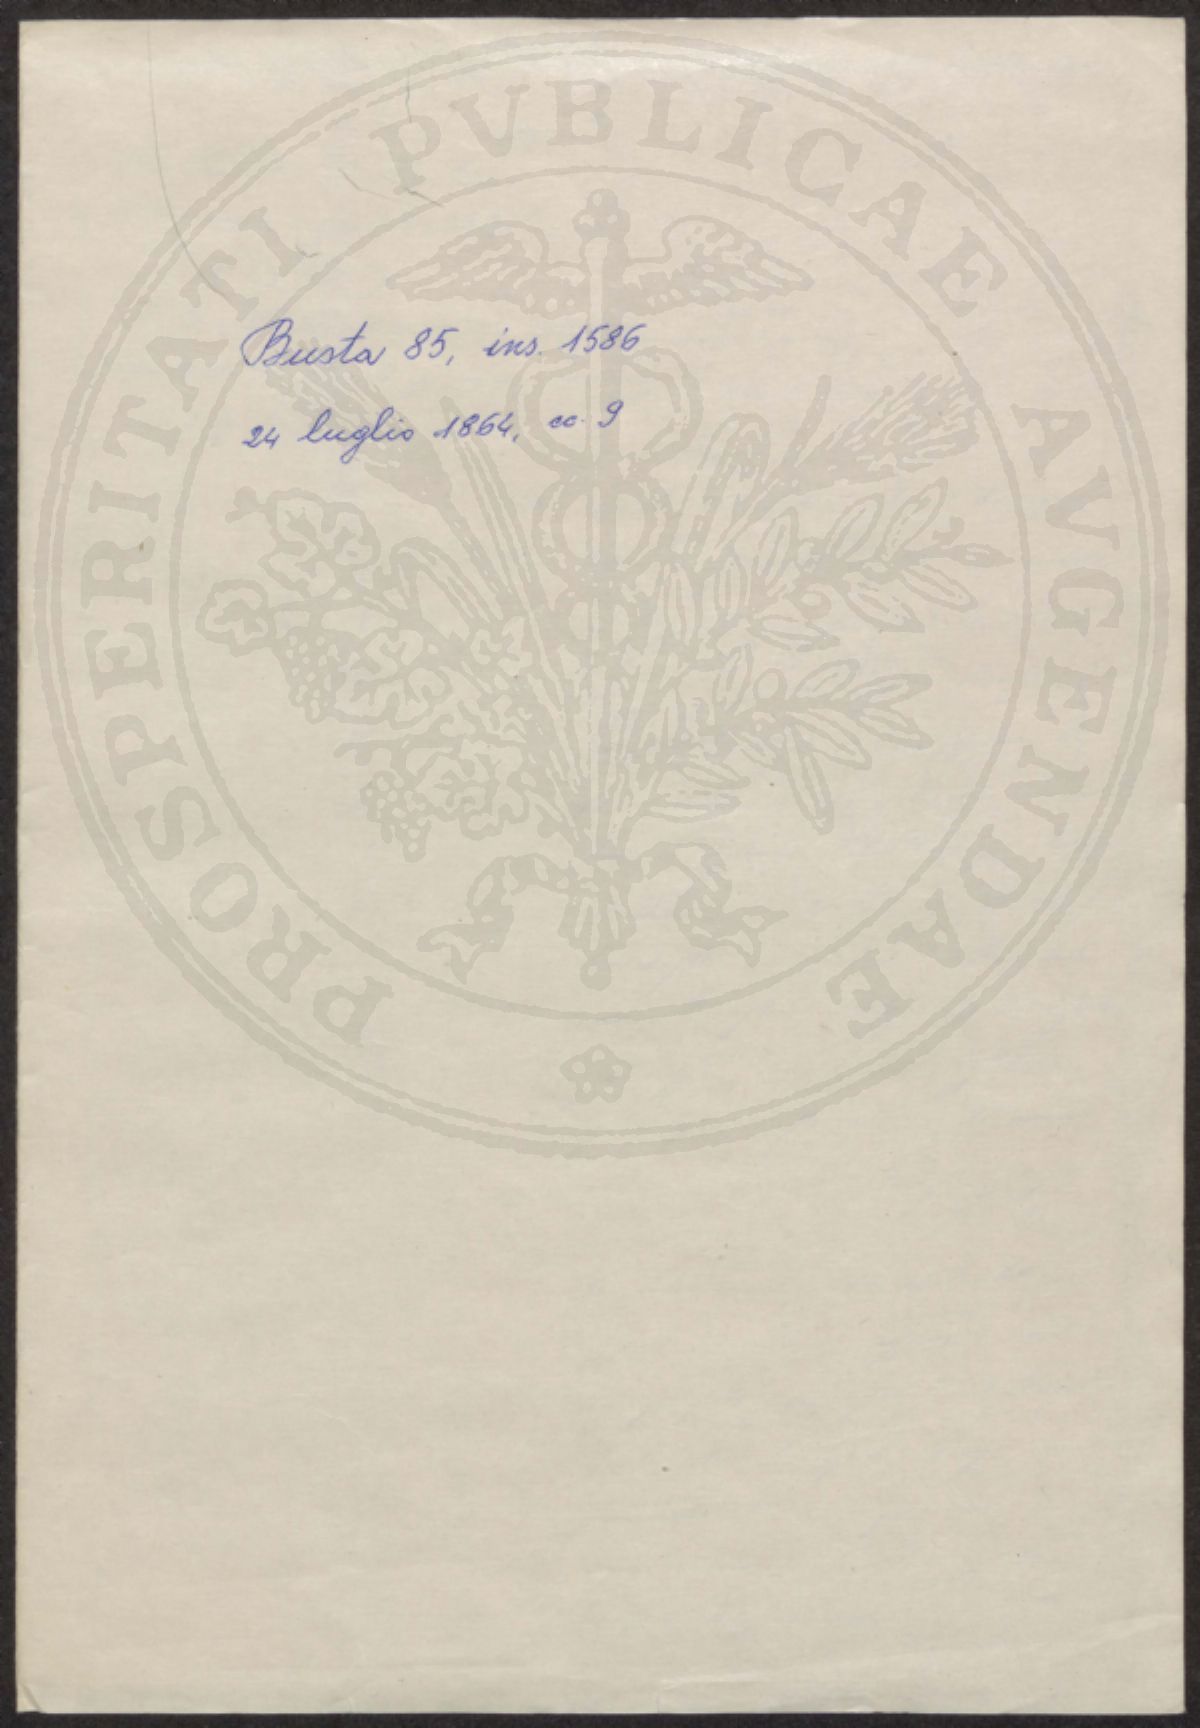 PROSPERITATI PVBLICAE AVGENDAE
Busta 85, ins. 1586
24 luglio 1864, cc. 9